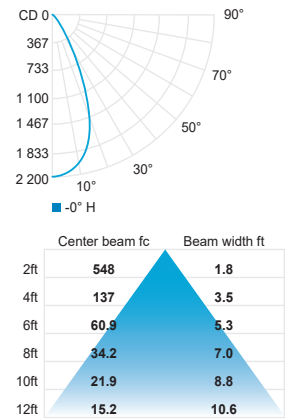 CD 0
90°
367
733
70°
1 100
1 467
50°
1 833
30°
2 200
10°
-0° H
Center beam fc Beam width ft
2ft 548 1.8
4ft 137 3.5
6ft 60.9 5.3
8ft 34.2 7.0
10ft 21.9 8.8
12ft 15.2 10.6